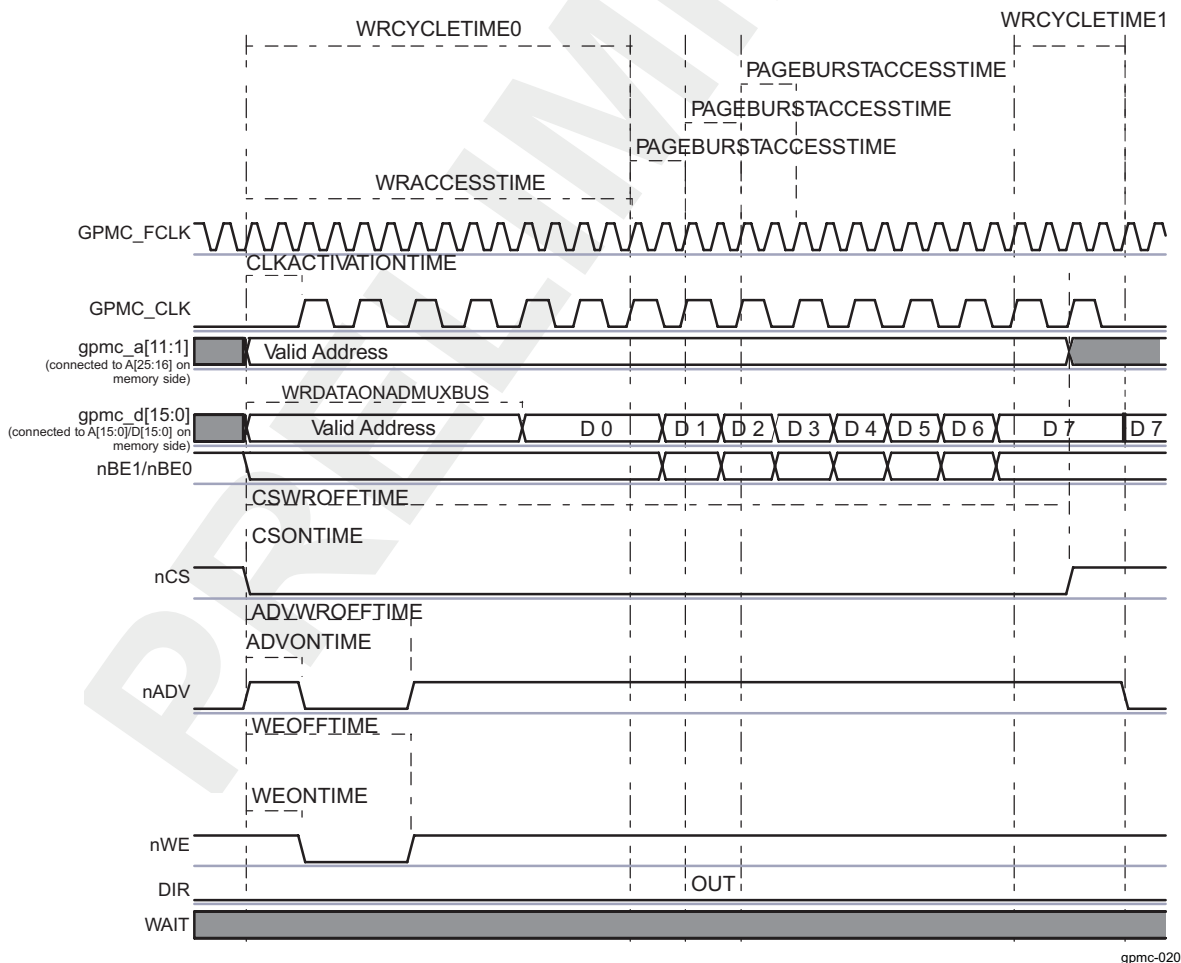 WRCYCLETIME0
WRCYCLETIME1
PAGEBURSTACCESSTIME
PAGEBURSTACCESSTIME
PAGEBURSTACCESSTIME
WRACCESSTIME
GPMC_FCLK
CLKACTIVATIONTIME
GPMC_CLK
gpmc_a[11:1]
(connected to A[25:16] on
memory side)
Valid Address
WRDATAONADMUXBUS
gpmc_d[15:0]
(connected to A[15:0]/D[15:0] on
memory side)
Valid Address D 0 D 1 D 2 D 3 D 4 D 5 D 6 D 7 D 7
nBE1/nBE0
CSWROFFTIME
CSONTIME
nCS
ADVWROFFTIME
ADVONTIME
nADV
WEOFFTIME
WEONTIME
nWE
DIR OUT
WAIT
gpmc-020
PRELIM